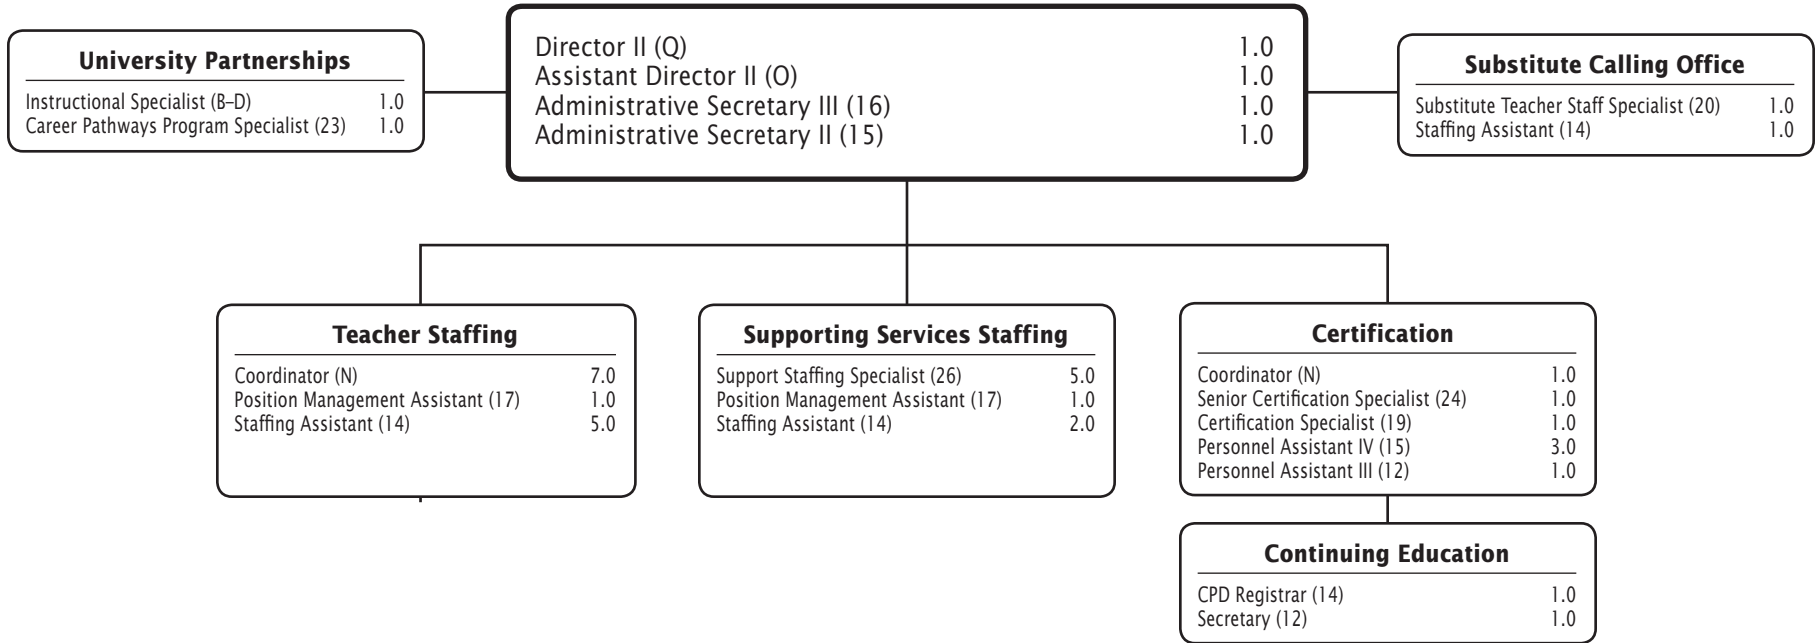 University Partnerships
Instructional Specialist (B–D) 1.0
Career Pathways Program Specialist (23) 1.0
Director II (Q) 1.0
Assistant Director II (O) 1.0
Administrative Secretary III (16) 1.0
Administrative Secretary II (15) 1.0
Substitute Calling Office
Substitute Teacher Staff Specialist (20) 1.0
Staffing Assistant (14) 1.0
Teacher Staffing
Coordinator (N) 7.0
Position Management Assistant (17) 1.0
Staffing Assistant (14) 5.0
Supporting Services Staffing
Support Staffing Specialist (26) 5.0
Position Management Assistant (17) 1.0
Staffing Assistant (14) 2.0
Certification
Coordinator (N) 1.0
Senior Certification Specialist (24) 1.0
Certification Specialist (19) 1.0
Personnel Assistant IV (15) 3.0
Personnel Assistant III (12) 1.0
Continuing Education
CPD Registrar (14) 1.0
Secretary (12) 1.0